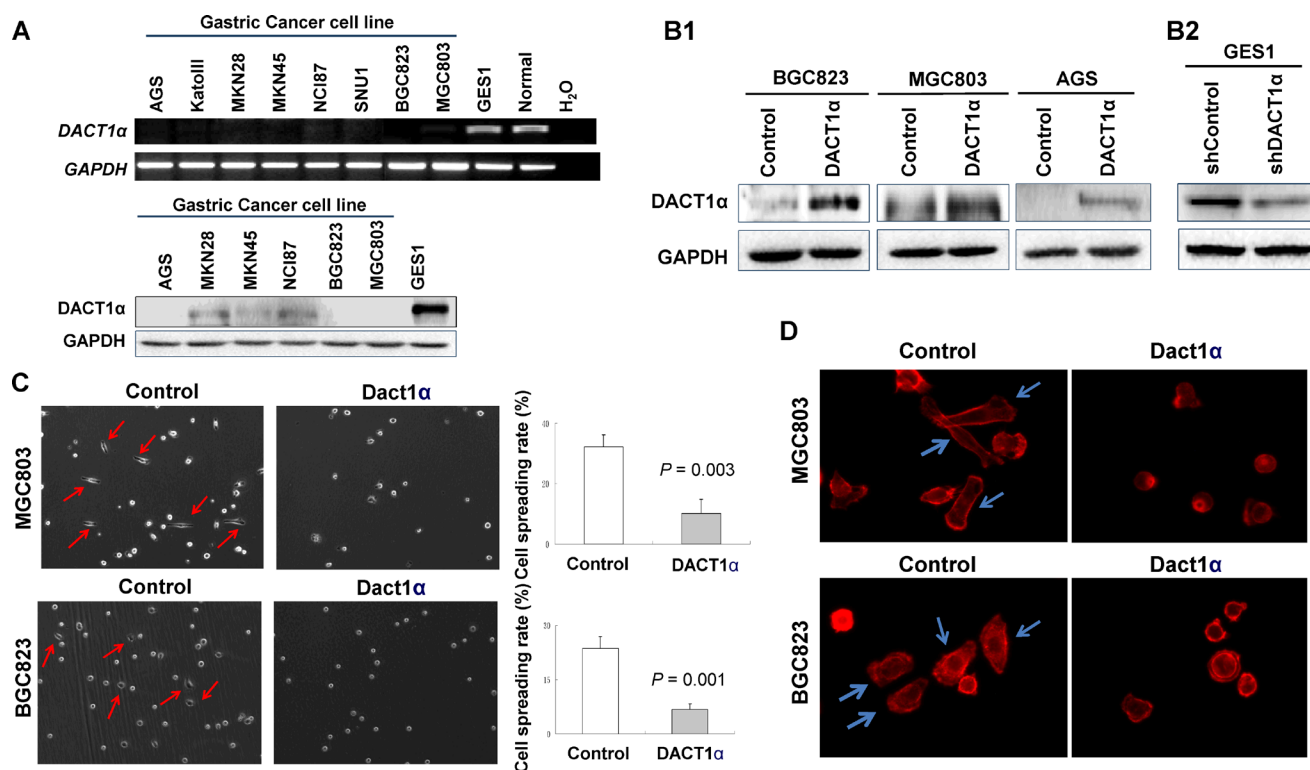 A
Gastric Cancer cell line
AGS
KatoIII
MKN28
MKN45
NCI87
SNU1
BGC823
MGC803
GES1
Normal
H₂O
DACT1α
GAPDH
Gastric Cancer cell line
AGS
MKN28
MKN45
NCI87
BGC823
MGC803
GES1
DACT1α
GAPDH
B1
BGC823
MGC803
AGS
Control
DACT1α
Control
DACT1α
Control
DACT1α
DACT1α
GAPDH
B2
GES1
shControl
shDACT1α
C
Control
Dact1α
MGC803
Cell spreading rate (%)
40
20
0
P = 0.003
Control
DACT1α
Control
Dact1α
BGC823
Cell spreading rate (%)
20
10
0
P = 0.001
Control
DACT1α
D
Control
Dact1α
MGC803
Control
Dact1α
BGC823